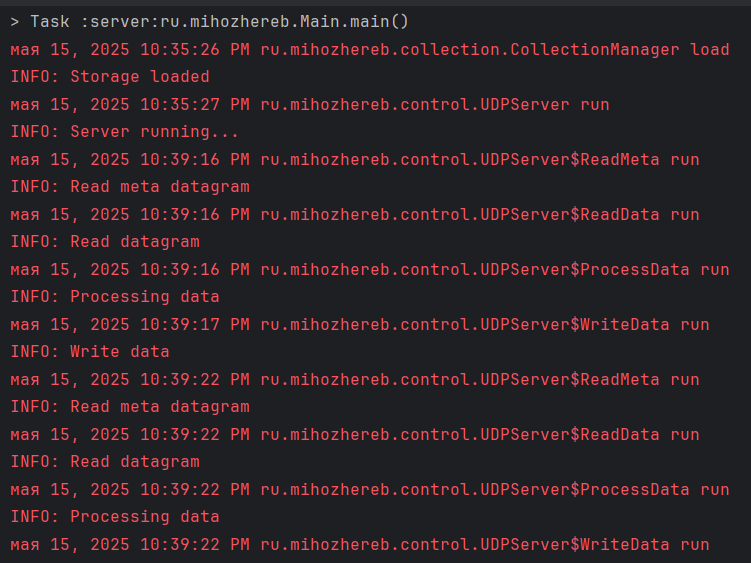 > Task :server:ru.mihozhereb.Main.main()
мая 15, 2025 10:35:26 PM ru.mihozhereb.collection.CollectionManager load
INFO: Storage loaded
мая 15, 2025 10:35:27 PM ru.mihozhereb.control.UDPServer run
INFO: Server running...
мая 15, 2025 10:39:16 PM ru.mihozhereb.control.UDPServer$ReadMeta run
INFO: Read meta datagram
мая 15, 2025 10:39:16 PM ru.mihozhereb.control.UDPServer$ReadData run
INFO: Read datagram
мая 15, 2025 10:39:16 PM ru.mihozhereb.control.UDPServer$ProcessData run
INFO: Processing data
мая 15, 2025 10:39:17 PM ru.mihozhereb.control.UDPServer$WriteData run
INFO: Write data
мая 15, 2025 10:39:22 PM ru.mihozhereb.control.UDPServer$ReadMeta run
INFO: Read meta datagram
мая 15, 2025 10:39:22 PM ru.mihozhereb.control.UDPServer$ReadData run
INFO: Read datagram
мая 15, 2025 10:39:22 PM ru.mihozhereb.control.UDPServer$ProcessData run
INFO: Processing data
мая 15, 2025 10:39:22 PM ru.mihozhereb.control.UDPServer$WriteData run